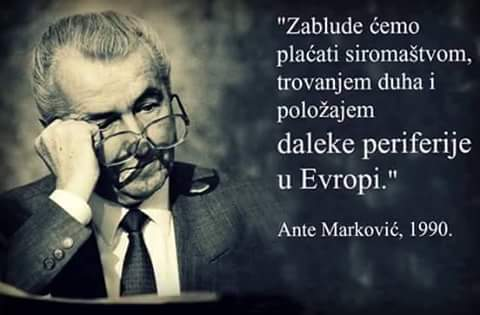 "Zablude ćemo
plaćati siromaštvom,
trovanjem duha i
položajem
daleke periferije
u Evropi."
Ante Marković, 1990.